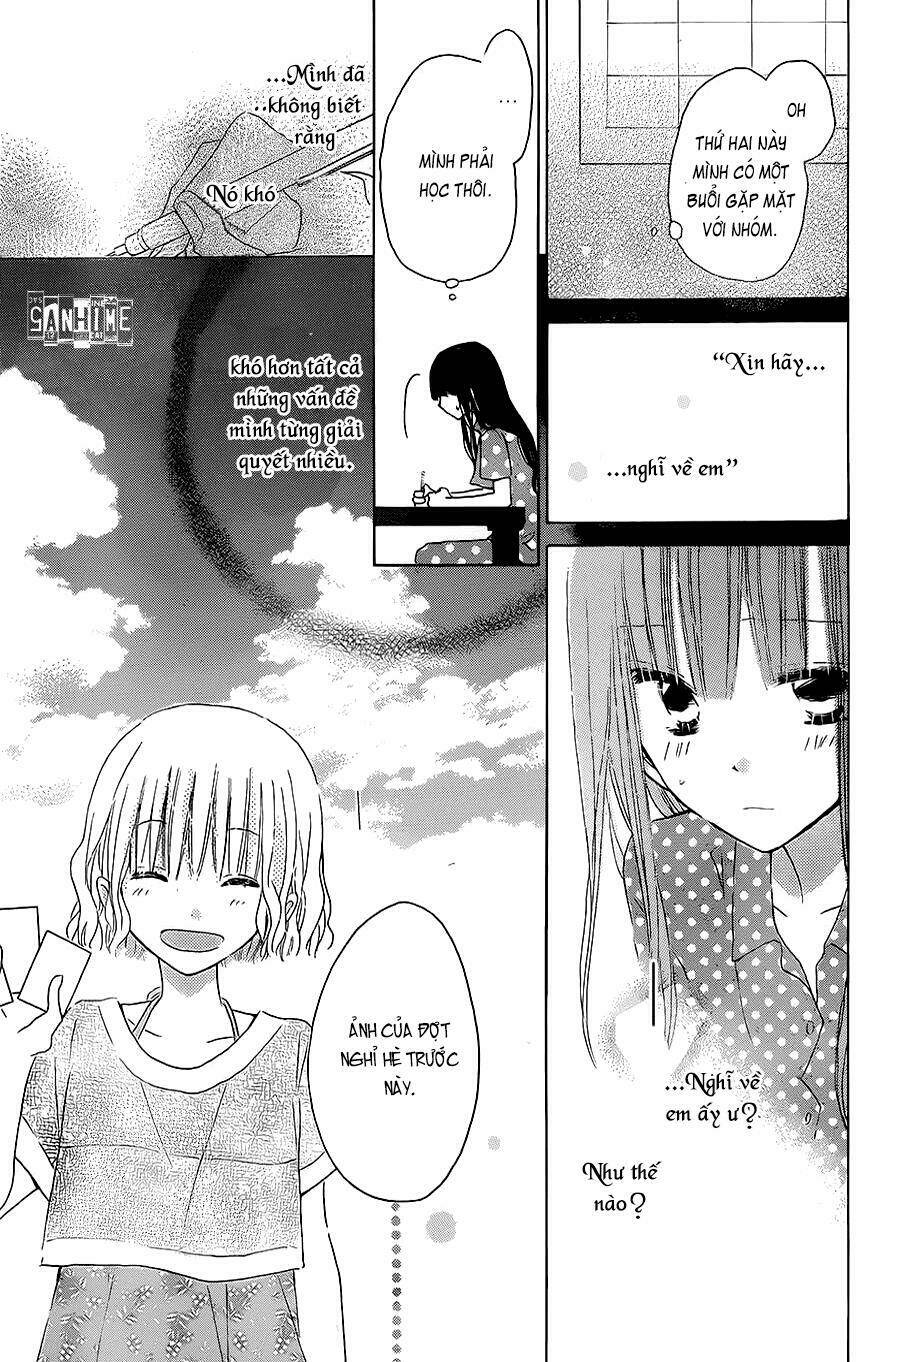 OH
THỨ HAI NÀY
MÌNH CÓ MỘT
BUỔI GẶP MẶT
VỚI NHÓM.
“Xin hãy...
...nghĩ về em”
...Nghĩ về
em ấy ư?
Như thế
nào?
...
MÌNH PHẢI
HỌC THÔI.
...Mình đã
không biết
rằng
Nó khó
khó hơn tất cả
những vấn đề
mình từng giải
quyết nhiều.
SANHIME
ẢNH CỦA ĐỢT
NGHỈ HÈ TRƯỚC
NÀY.